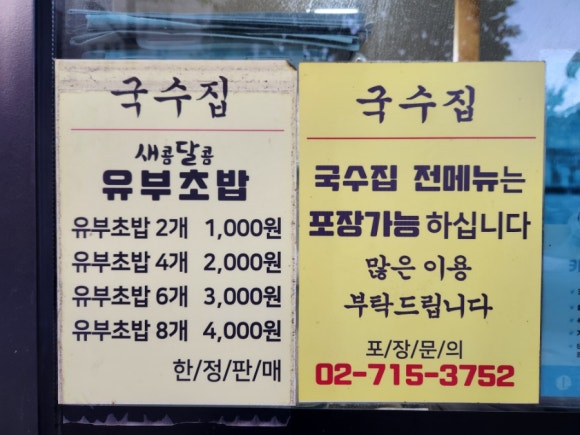 국수집
새콩달콩
유부초밥
유부초밥 2개 1,000원
유부초밥 4개 2,000원
유부초밥 6개 3,000원
유부초밥 8개 4,000원
한/정/판/매
국수집
국수집 전메뉴는
포장가능하십니다
많은 이용
부탁드립니다
포/장/문/의
02-715-3752